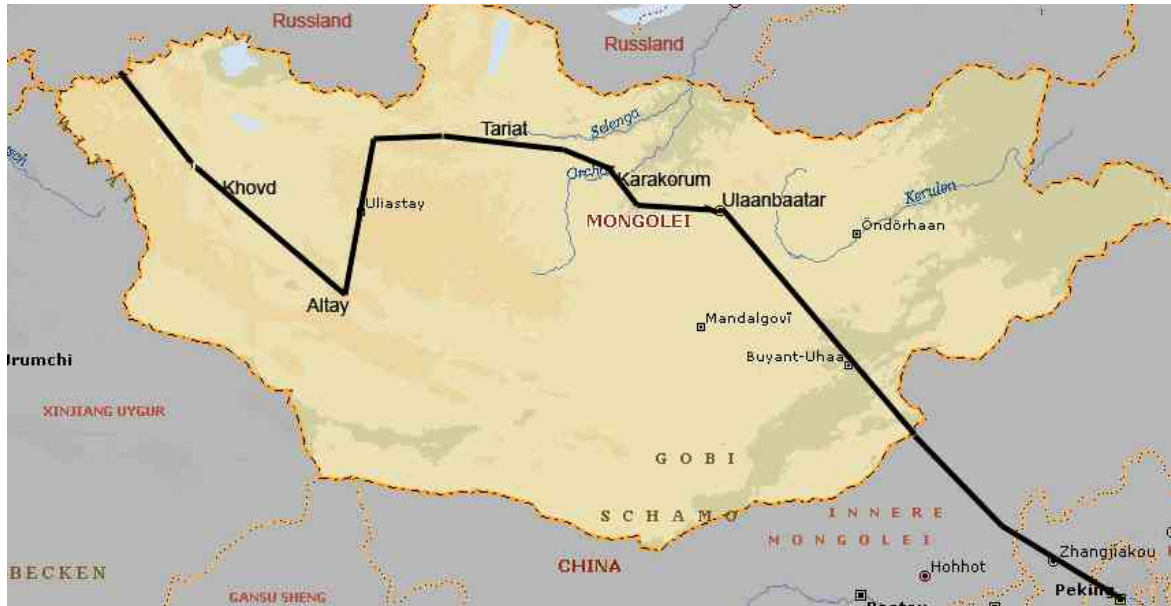 Russland
Russland
Selenga
Tariat
Orchon
Karakorum
Khovd
Uliastay
Ulaanbaatar
MONGOLEI
Kerulen
Öndörhaan
Altay
Mandalgovï
Buyant-Uhaa
Urumchi
XINJIANG UYGUR
GOBI
SCHAMO
INNERE
MONGOLEI
CHINA
Zhangjiakou
Hohhot
BECKEN
GANSU SHENG
Peking